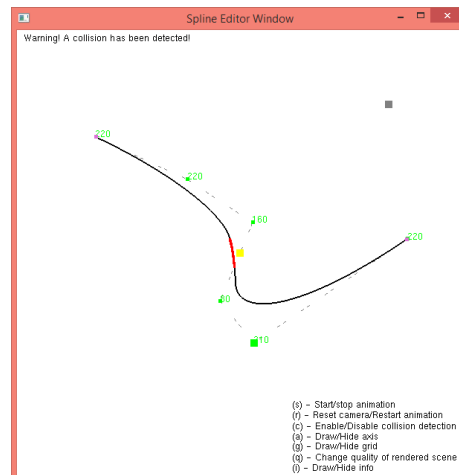 Spline Editor Window
Warning! A collision has been detected!
220
220
160
220
80
210
(s) - Start/stop animation
(r) - Reset camera/Restart animation
(c) - Enable/Disable collision detection
(a) - Draw/Hide axis
(g) - Draw/Hide grid
(q) - Change quality of rendered scene
(i) - Draw/Hide info